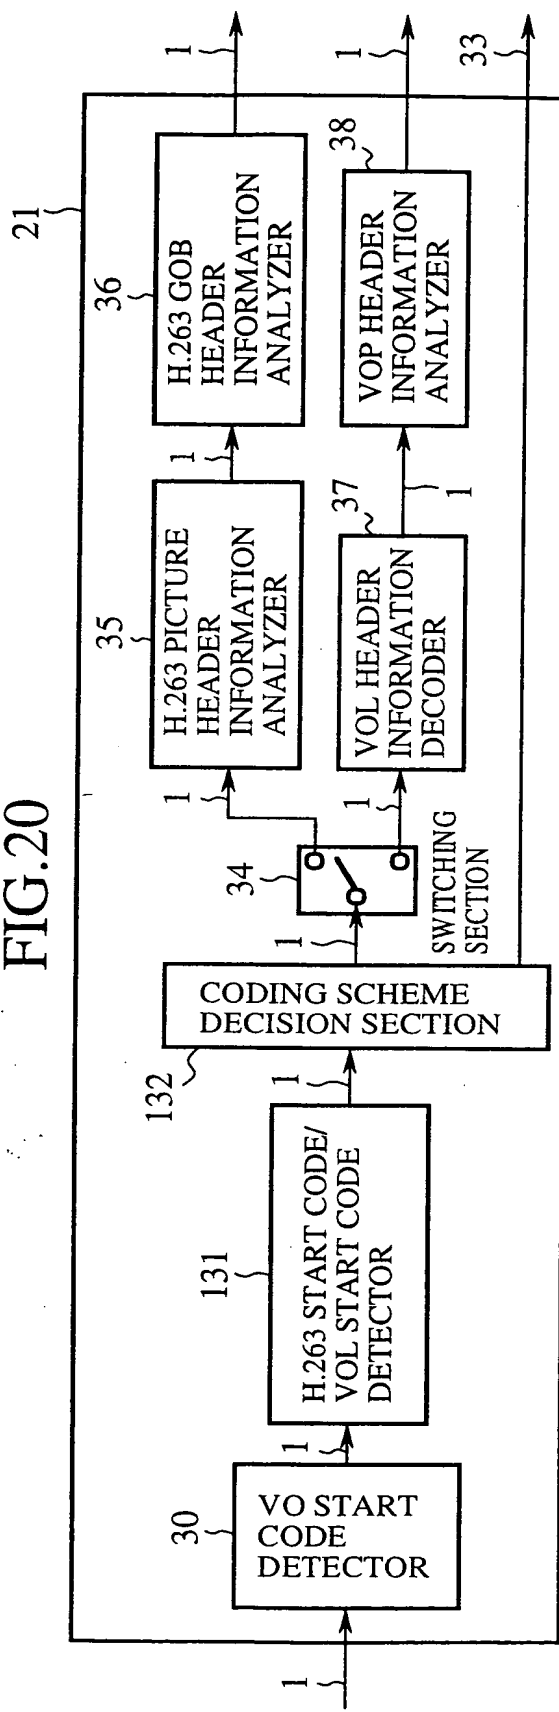 FIG.20
21
1
30
VO START
CODE
DETECTOR
1
131
H.263 START CODE/
VOL START CODE
DETECTOR
1
132
CODING SCHEME
DECISION SECTION
1
34
SWITCHING
SECTION
1
35
H.263 PICTURE
HEADER
INFORMATION
ANALYZER
1
36
H.263 GOB
HEADER
INFORMATION
ANALYZER
1
1
37
VOL HEADER
INFORMATION
DECODER
1
38
VOP HEADER
INFORMATION
ANALYZER
1
33